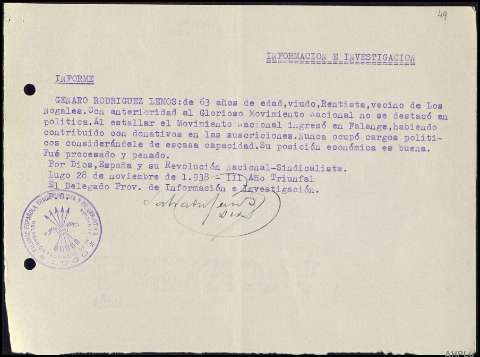 49
INFORMACION E INVESTIGACION
INFORME
GENARO RODRIGUEZ LEMOS:de 63 años de edad,viudo,Rentista,vecino de Los
Nogales.Con anterioridad al Glorioso Movimiento Nacional no se destacó en
política.Al estallar el Movimiento Nacional ingresó en Falange,habiendo
contribuido con donativos en las suscriciones.Nunca ocupó cargos políti-
cos considerándele de escasa capacidad.Su posición económica es buena.
Fué procesado y penado.
Por Dios,España y su Revolución Nacional-Sindicalista.
Lugo 28 de noviembre de 1.938 - III Año Triunfal
El Delegado Prov. de Información e Investigación.